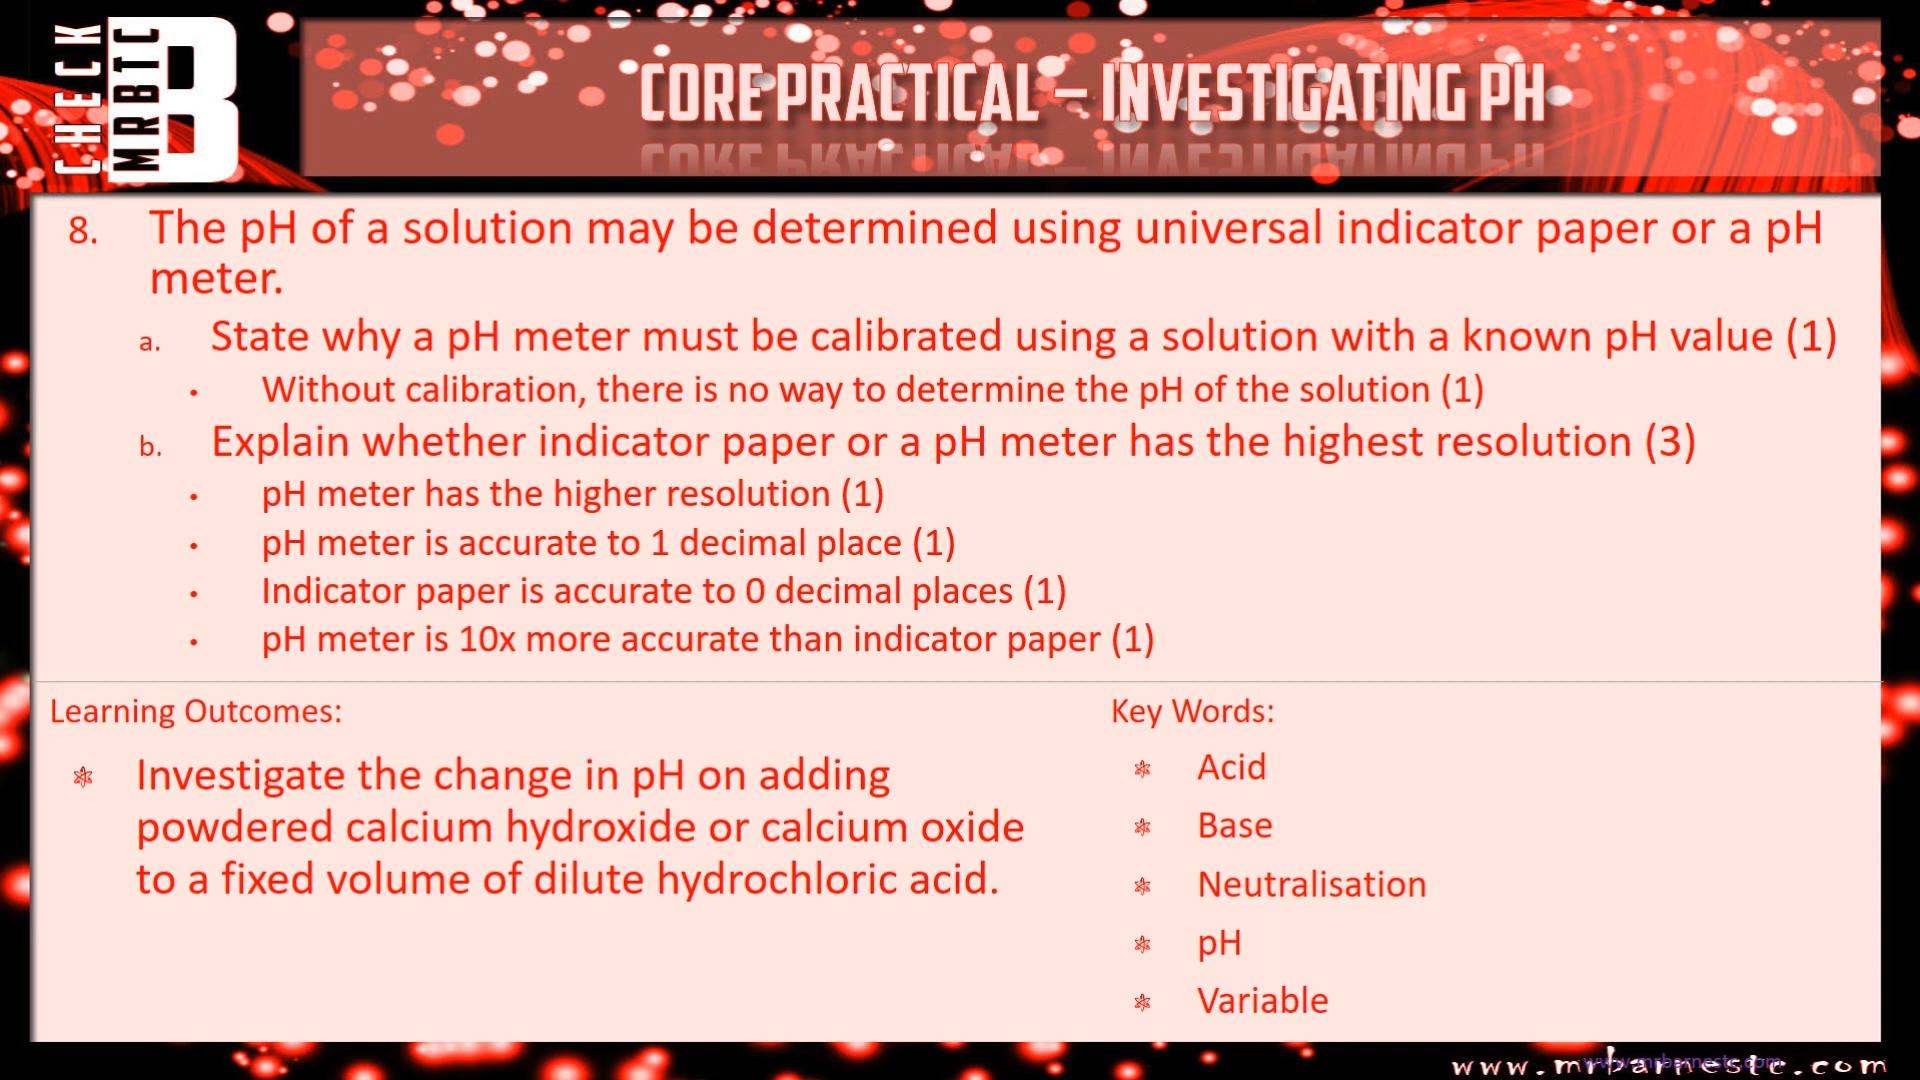 CHECK
MRBTC
B
CORE PRACTICAL – INVESTIGATING PH
8. The pH of a solution may be determined using universal indicator paper or a pH
meter.
a. State why a pH meter must be calibrated using a solution with a known pH value (1)
• Without calibration, there is no way to determine the pH of the solution (1)
b. Explain whether indicator paper or a pH meter has the highest resolution (3)
• pH meter has the higher resolution (1)
• pH meter is accurate to 1 decimal place (1)
• Indicator paper is accurate to 0 decimal places (1)
• pH meter is 10x more accurate than indicator paper (1)
Learning Outcomes:
Investigate the change in pH on adding
powdered calcium hydroxide or calcium oxide
to a fixed volume of dilute hydrochloric acid.
Key Words:
Acid
Base
Neutralisation
pH
Variable
www.mrbarnestc.com
www.mrbarnestc.com